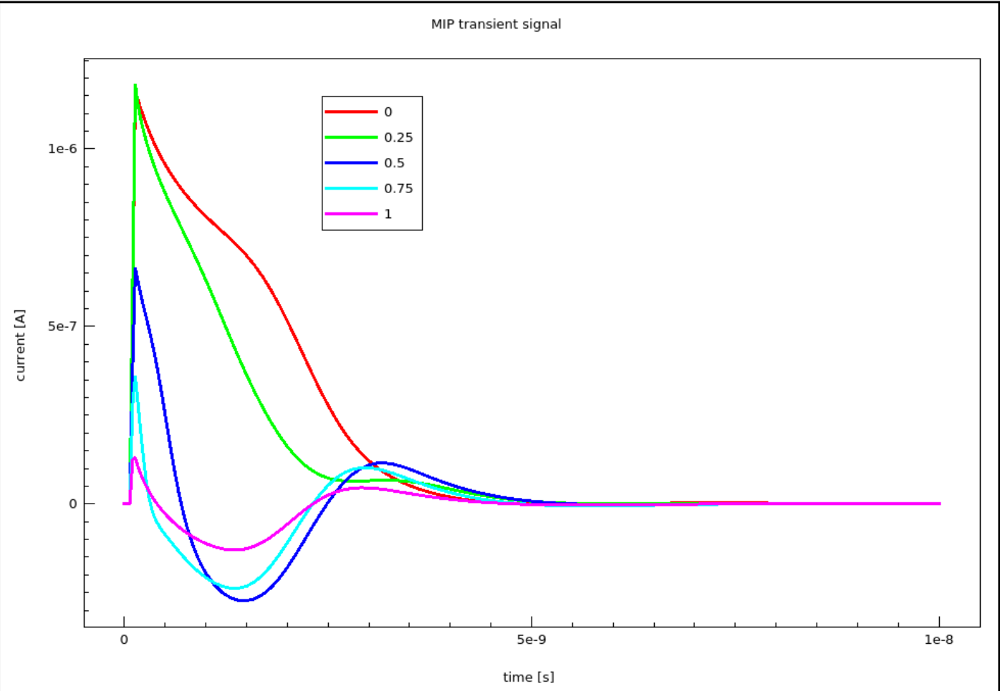 MIP transient signal
0
0.25
0.5
0.75
1
1e-6
5e-7
0
current [A]
0
5e-9
1e-8
time [s]